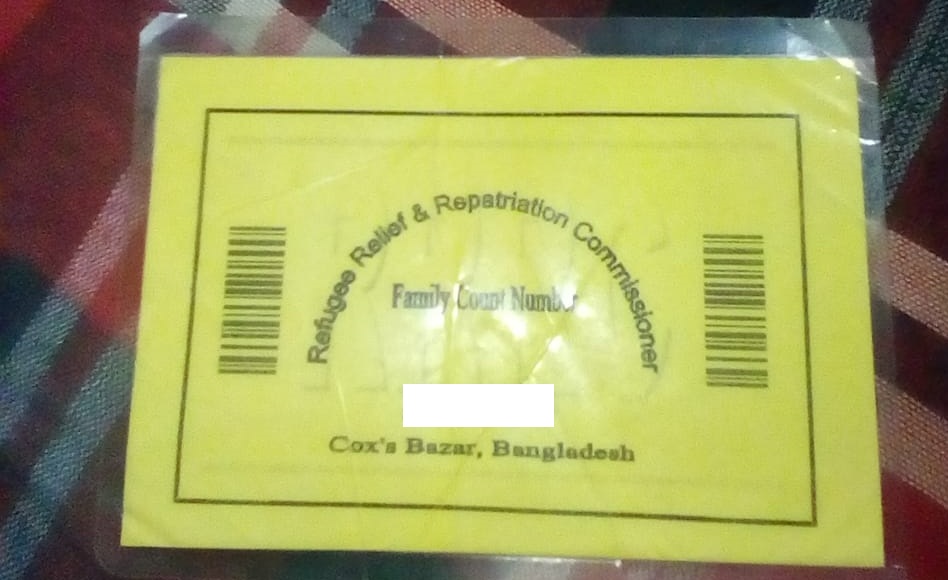 Refugee Relief & Repatriation Commissioner
Family Count Number
Cox's Bazar, Bangladesh